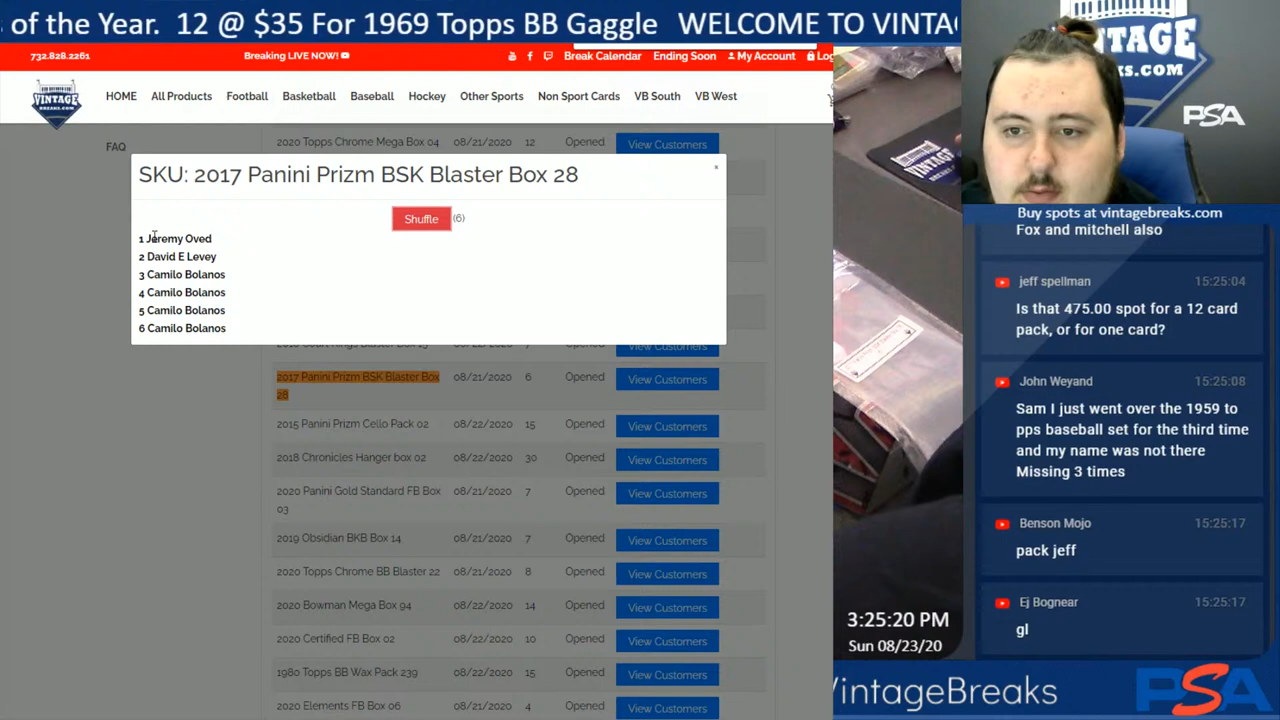 of the Year. 12 @ $35 For 1969 Topps BB Gaggle WELCOME TO VINTA
732.828.2261 Breaking LIVE NOW! Break Calendar Ending Soon My Account Log
VINTAGE
BREAKS.COM
HOME All Products Football Basketball Baseball Hockey Other Sports Non Sport Cards VB South VB West
FAQ
2020 Topps Chrome Mega Box 04 08/21/2020 12 Opened View Customers
SKU: 2017 Panini Prizm BSK Blaster Box 28
×
Shuffle (6)
1 Jeremy Oved
2 David E Levey
3 Camilo Bolanos
4 Camilo Bolanos
5 Camilo Bolanos
6 Camilo Bolanos
View Customers
2017 Panini Prizm BSK Blaster Box 08/21/2020 6 Opened View Customers
28
2015 Panini Prizm Cello Pack 02 08/22/2020 15 Opened View Customers
2018 Chronicles Hanger box 02 08/22/2020 30 Opened View Customers
2020 Panini Gold Standard FB Box 08/21/2020 7 Opened View Customers
03
2019 Obsidian BKB Box 14 08/21/2020 7 Opened View Customers
2020 Topps Chrome BB Blaster 22 08/21/2020 8 Opened View Customers
2020 Bowman Mega Box 94 08/22/2020 14 Opened View Customers
2020 Certified FB Box 02 08/22/2020 10 Opened View Customers
1980 Topps BB Wax Pack 239 08/22/2020 15 Opened View Customers
2020 Elements FB Box 06 08/21/2020 4 Opened View Customers
NTAGE
S.COM
PSA
Buy spots at vintagebreaks.com
Fox and mitchell also
jeff spellman 15:25:04
Is that 475.00 spot for a 12 card
pack, or for one card?
John Weyand 15:25:08
Sam I just went over the 1959 to
pps baseball set for the third time
and my name was not there
Missing 3 times
Benson Mojo 15:25:17
pack jeff
Ej Bognear 15:25:17
gl
3:25:20 PM
Sun 08/23/20
VintageBreaks
PSA